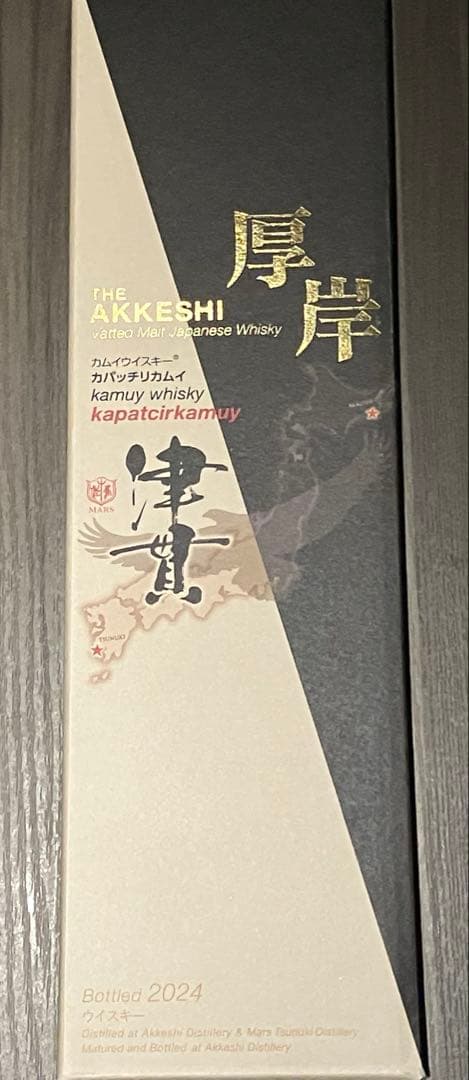 厚岸
THE
AKKESHI
Vatted Malt Japanese Whisky
カムイウイスキー®
カパッチリカムイ
kamuy whisky
kapatcirkamuy
津貫
MARS
TSUNUKI
Bottled 2024
ウイスキー
Distilled at Akkeshi Distillery & Mars Tsunuki Distillery
Matured and Bottled at Akkeshi Distillery